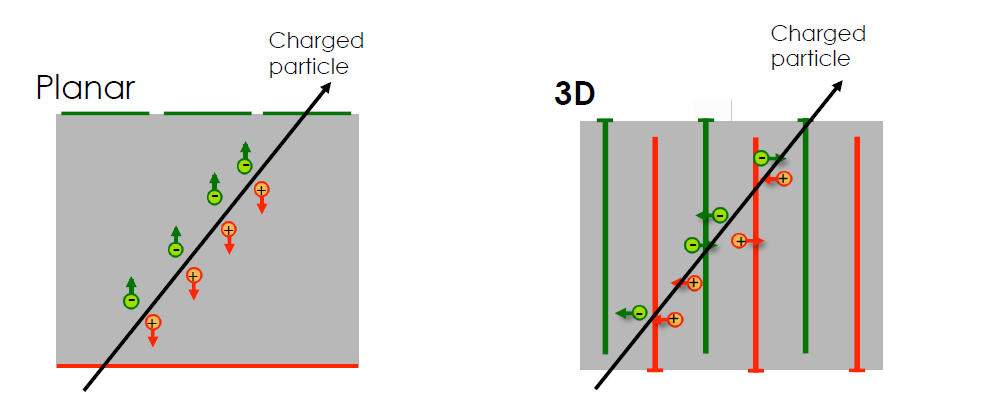 Planar
Charged
particle
-
-
-
-
+
+
+
+
3D
Charged
particle
-
+
-
-
+
+
-
+